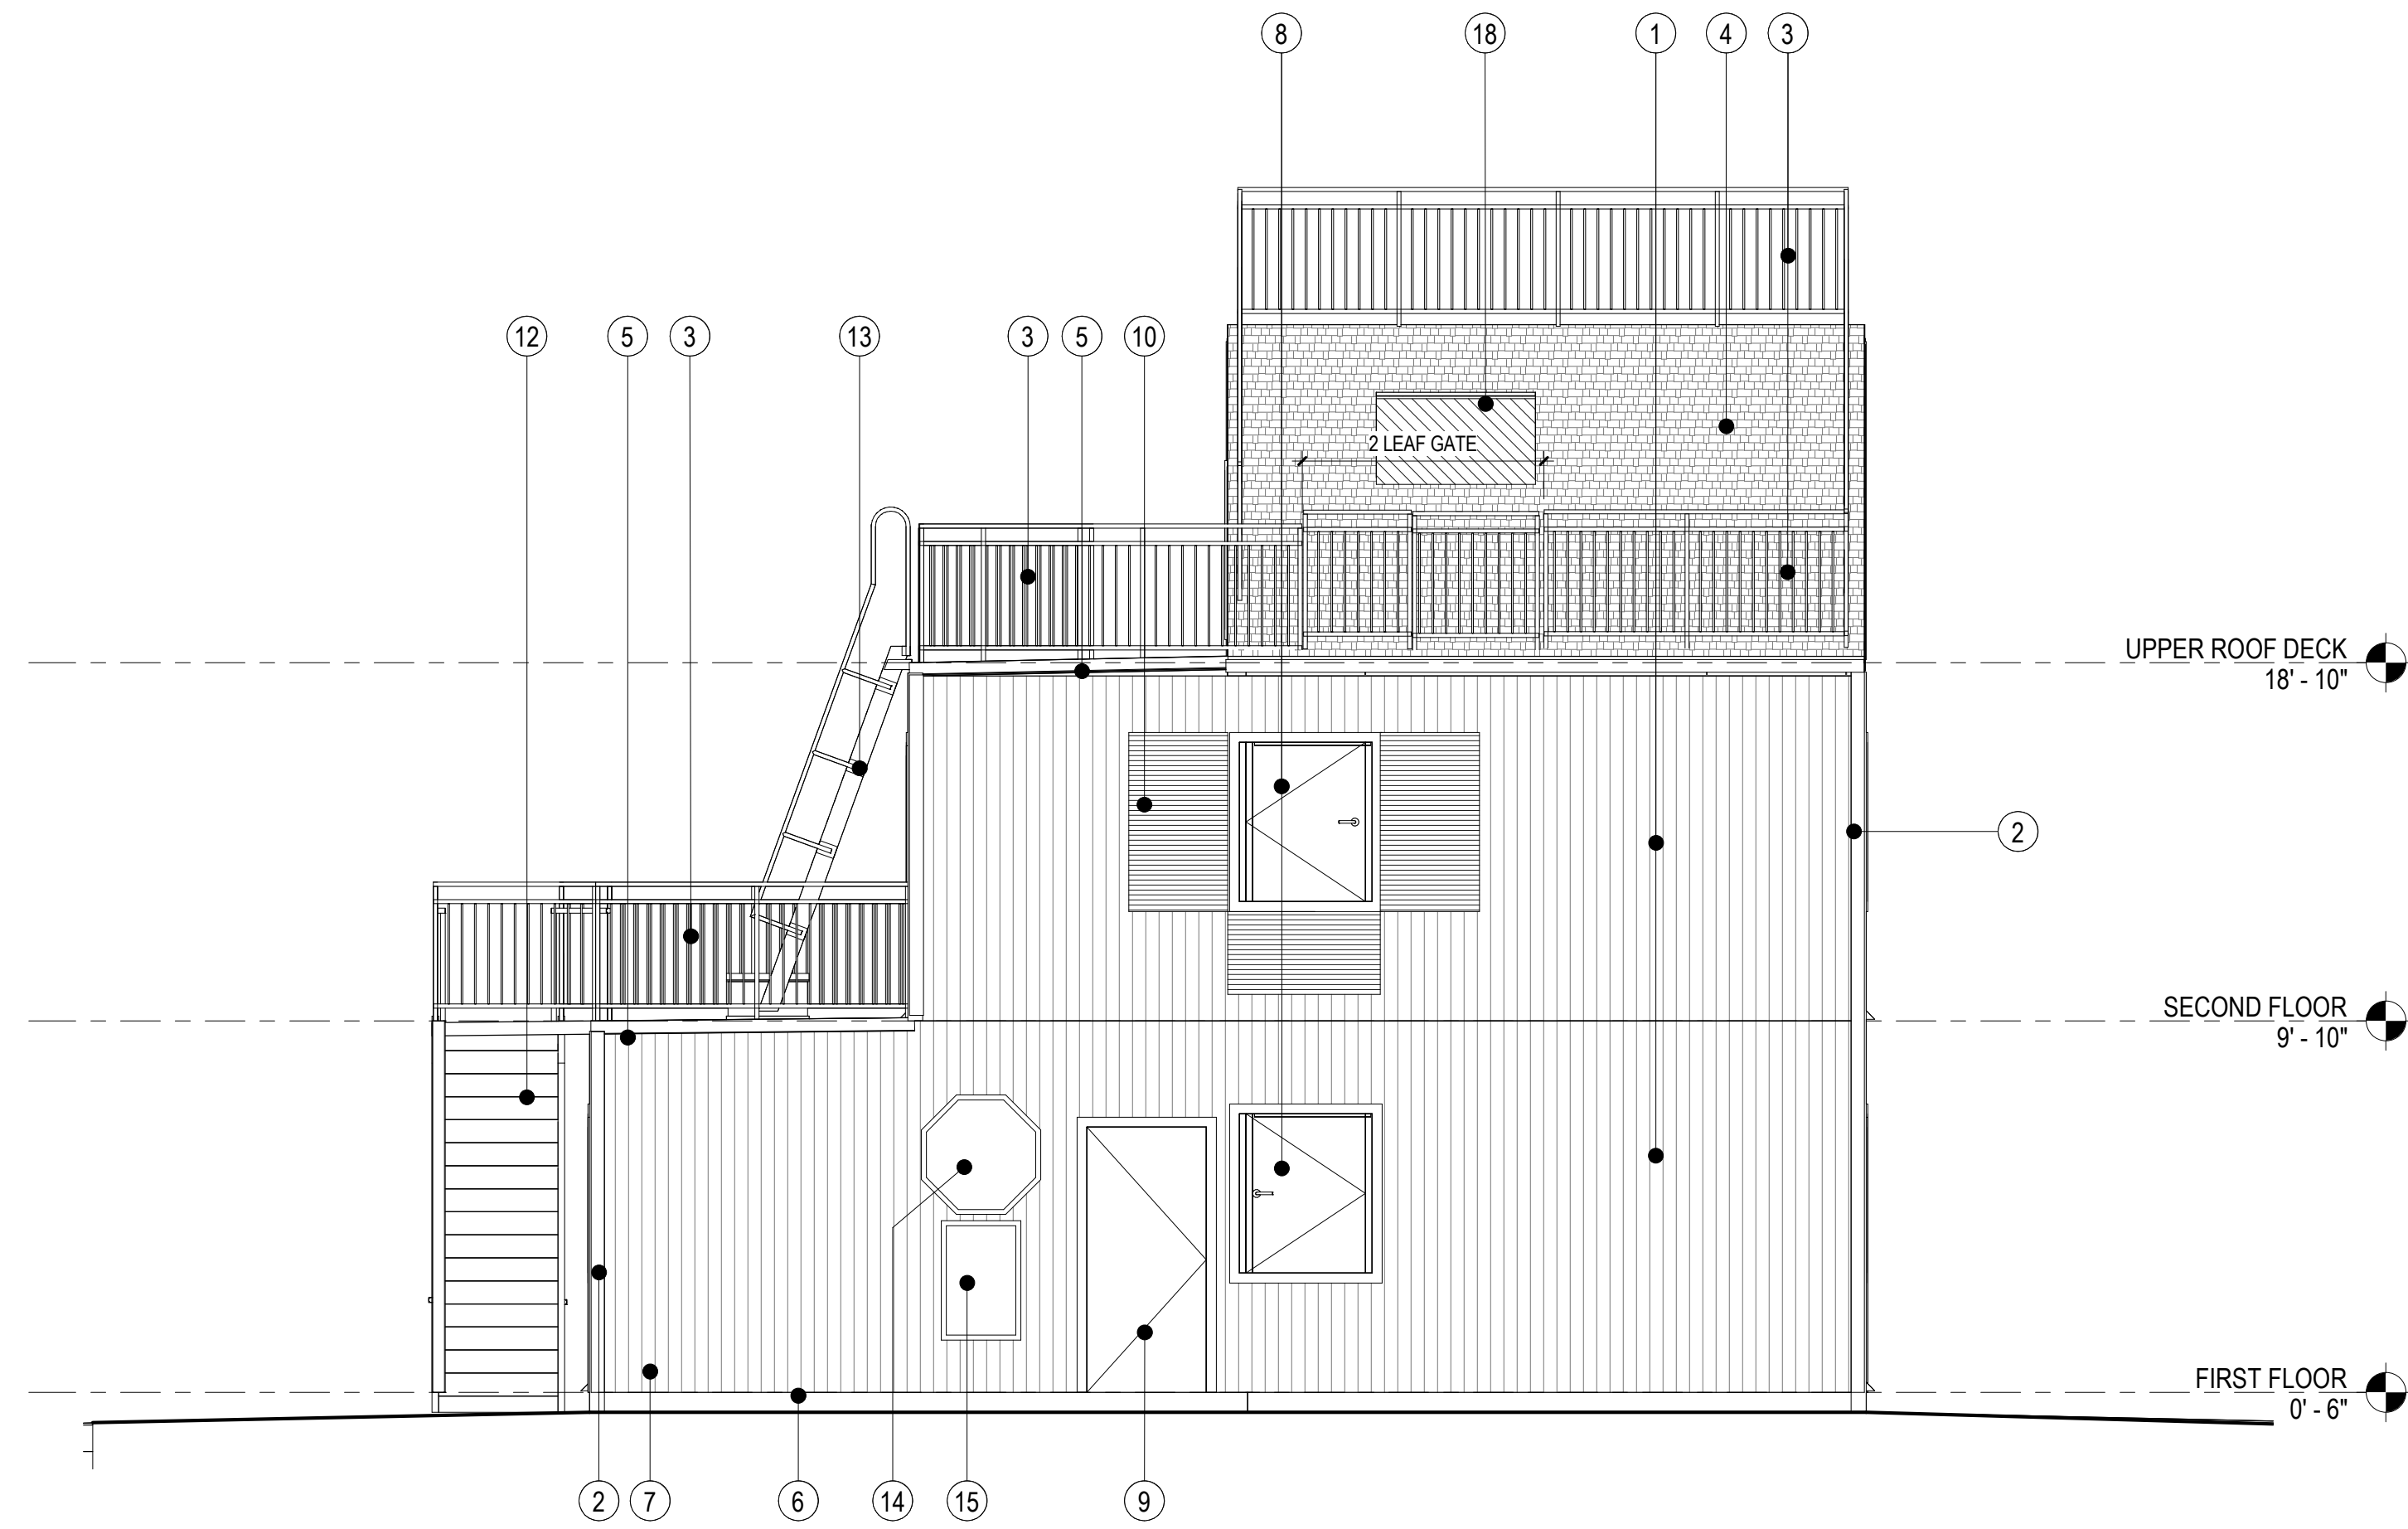 8
18
1
4
3
12
5
3
13
3
5
10
2 LEAF GATE
UPPER ROOF DECK
18' - 10"
2
SECOND FLOOR
9' - 10"
FIRST FLOOR
0' - 6"
2
7
6
14
15
9